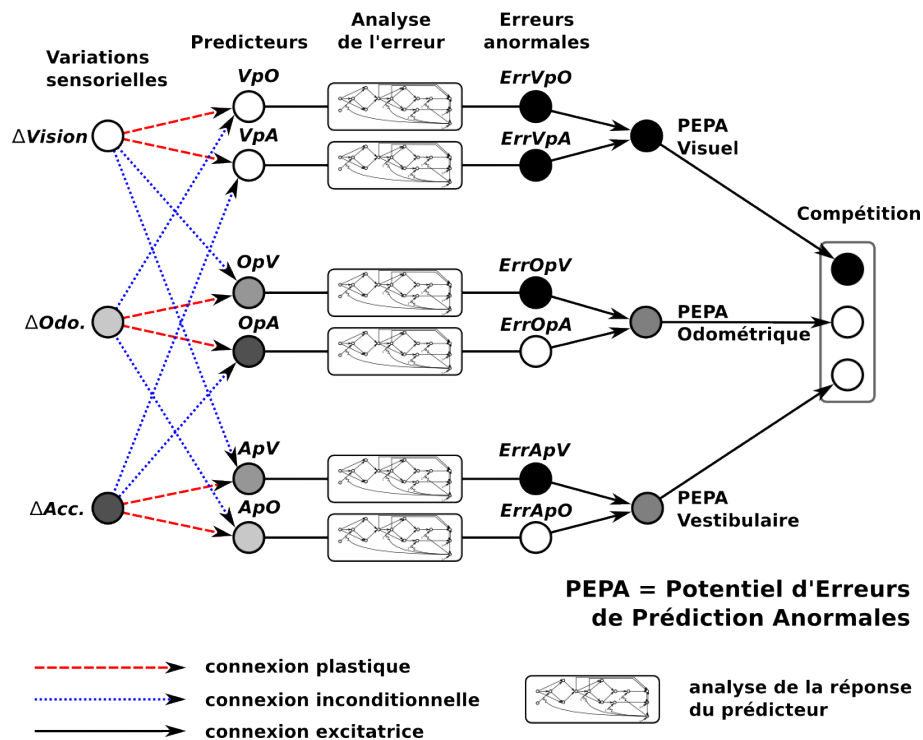 Variations
sensorielles
Predicteurs
Analyse
de l'erreur
Erreurs
anormales
VpO
ErrVpO
ΔVision
VpA
ErrVpA
PEPA
Visuel
Compétition
OpV
ErrOpV
ΔOdo.
OpA
ErrOpA
PEPA
Odométrique
ApV
ErrApV
ΔAcc.
ApO
ErrApO
PEPA
Vestibulaire
PEPA = Potentiel d'Erreurs
de Prédiction Anormales
connexion plastique
connexion inconditionnelle
connexion excitatrice
analyse de la réponse
du prédicteur